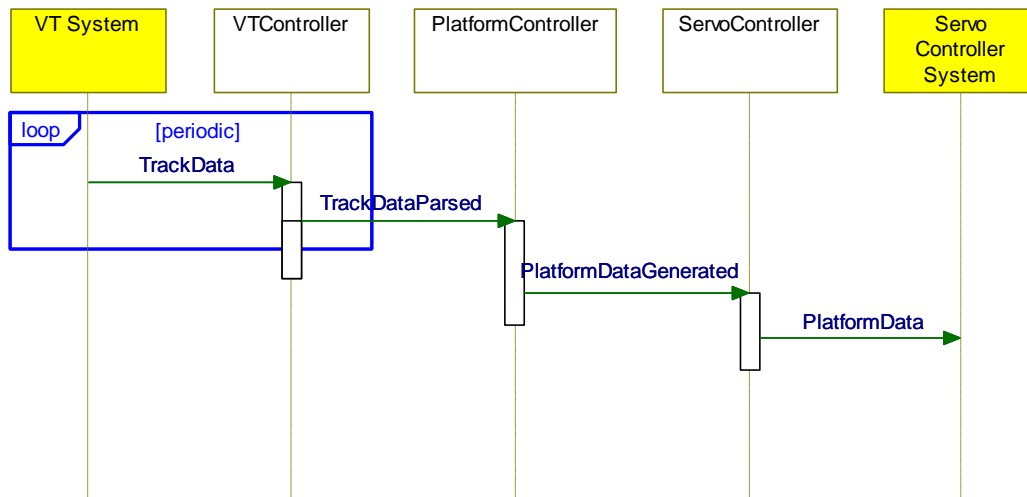 VT System
VTController
PlatformController
ServoController
Servo
Controller
System
loop
[periodic]
TrackData
TrackDataParsed
PlatformDataGenerated
PlatformData